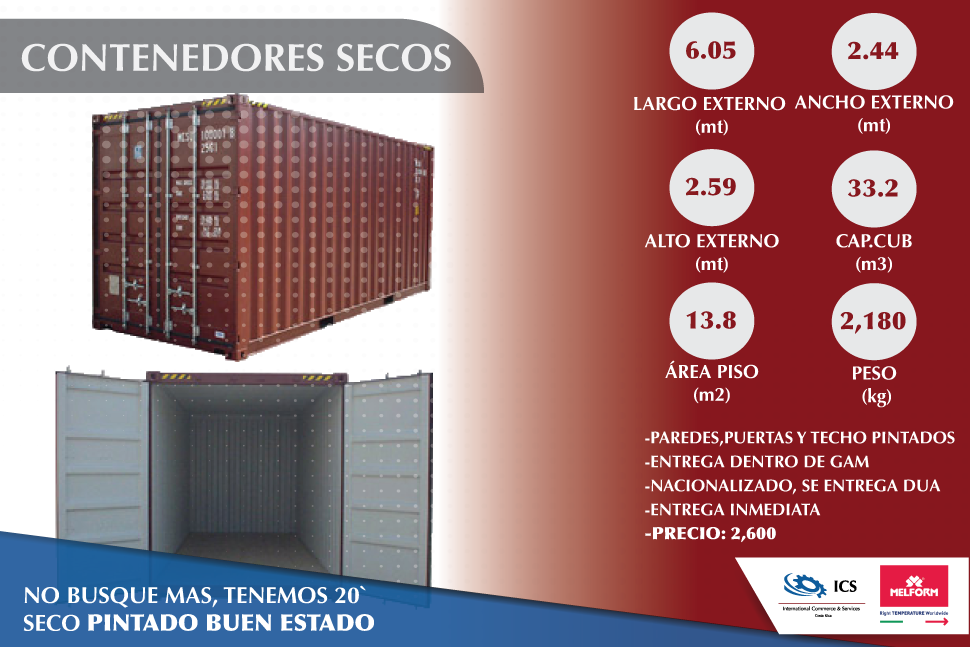 CONTENEDORES SECOS
6.05
LARGO EXTERNO
(mt)
2.44
ANCHO EXTERNO
(mt)
2.59
ALTO EXTERNO
(mt)
33.2
CAP.CUB
(m3)
13.8
ÁREA PISO
(m2)
2,180
PESO
(kg)
-PAREDES,PUERTAS Y TECHO PINTADOS
-ENTREGA DENTRO DE GAM
-NACIONALIZADO, SE ENTREGA DUA
-ENTREGA INMEDIATA
-PRECIO: 2,600
NO BUSQUE MAS, TENEMOS 20`
SECO PINTADO BUEN ESTADO
ICS
International Commerce & Services
Costa Rica
MELFORM
Right TEMPERATURE Worldwide